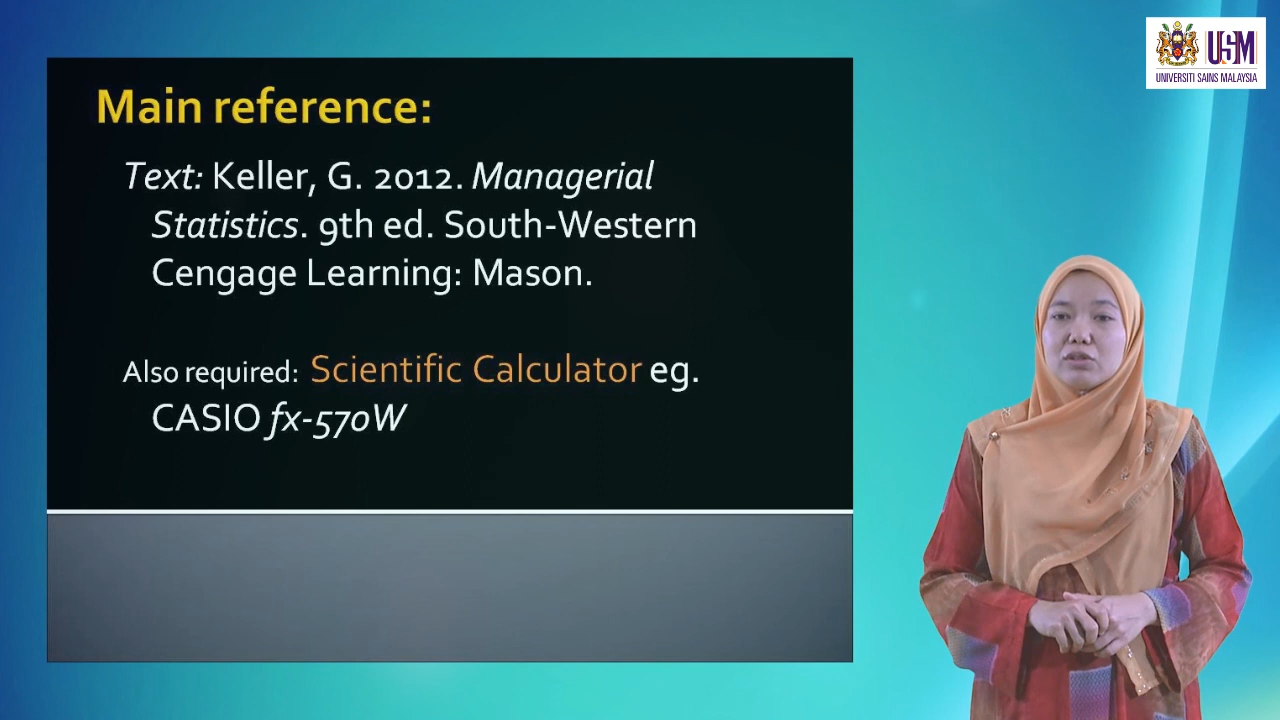 USM
UNIVERSITI SAINS MALAYSIA
Main reference:
Text: Keller, G. 2012. Managerial
Statistics. 9th ed. South-Western
Cengage Learning: Mason.
Also required: Scientific Calculator eg.
CASIO fx-570W